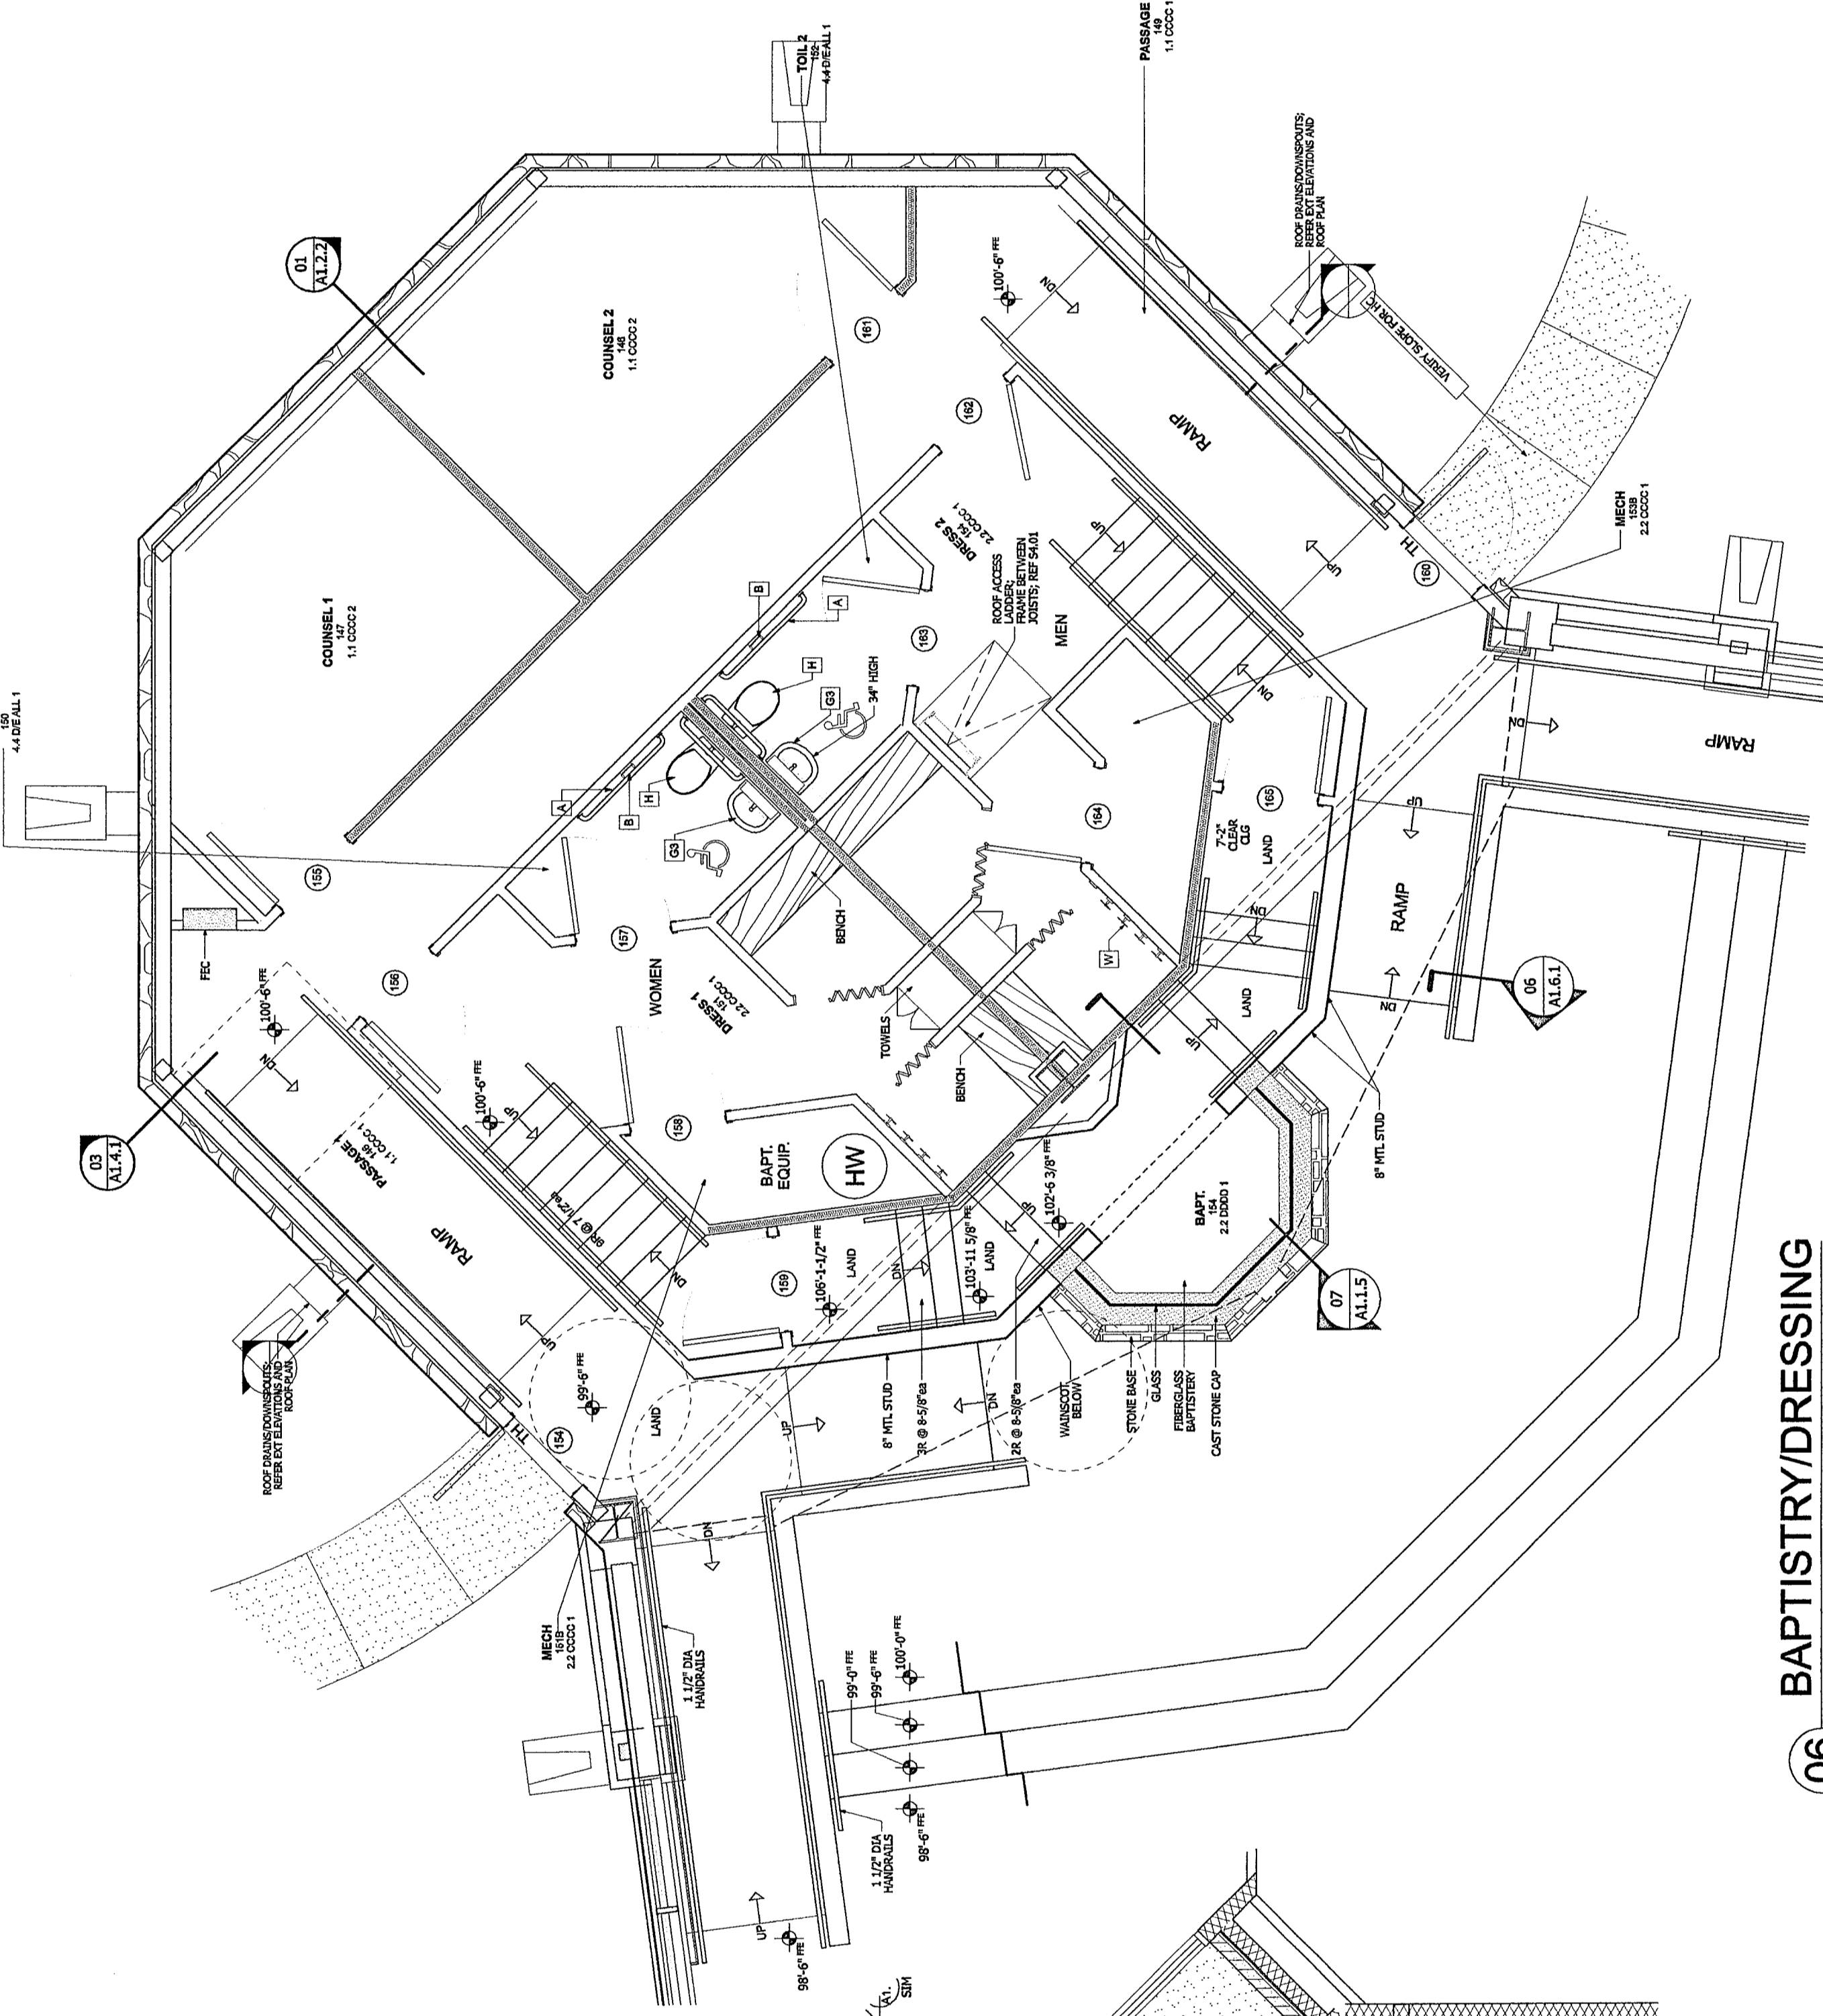 TOIL 2
152
4.4 D/E ALL 1
PASSAGE
149
1.1 CCCC 1
01
A1.2.2
COUNSEL 2
148
1.1 CCCC 2
ROOF DRAINS/DOWNSPOUTS;
REFER EXT ELEVATIONS AND
ROOF PLAN
VERIFY SLOPE FOR HC
100'-6" FFE
DN
161
162
COUNSEL 1
147
1.1 CCCC 2
RAMP
DRESS 2
154
2.2 CCCC 1
ROOF ACCESS
LADDER;
FRAME BETWEEN
JOISTS; REF S4.01
MEN
UP
UP
TH
160
MECH
153B
2.2 CCCC 1
150
4.4 D/E ALL 1
B
A
163
H
G3
34" HIGH
A
B
H
G3
DN
DN
RAMP
155
FEC
156
157
WOMEN
DRESS 1
151
2.2 CCCC 1
BENCH
164
165
7'-2"
CLEAR
CLG
LAND
UP
RAMP
W
TOWELS
BENCH
DN
LAND
UP
DN
06
A1.6.1
100'-6" FFE
DN
03
A1.4.1
PASSAGE
146
1.1 CCCC 1
100'-6" FFE
UP
158
BAPT.
EQUIP.
HW
8" MTL STUD
RAMP
9R @ 7 1/2"ea
DN
159
106'-1-1/2" FFE
LAND
DN
103'-11 5/8" FFE
LAND
UP
102'-6 3/8" FFE
BAPT.
154
2.2 DDDD 1
07
A1.1.5
ROOF DRAINS/DOWNSPOUTS;
REFER EXT ELEVATIONS AND
ROOF PLAN
UP
99'-6" FFE
LAND
TH
154
UP
8" MTL STUD
3R @ 8-5/8"ea
DN
2R @ 8-5/8"ea
WAINSCOT
BELOW
STONE BASE
GLASS
FIBERGLASS
BAPTISTERY
CAST STONE CAP
DN
MECH
151B
2.2 CCCC 1
1 1/2" DIA
HANDRAILS
99'-0" FFE
99'-6" FFE
100'-0" FFE
1 1/2" DIA
HANDRAILS
98'-6" FFE
UP
98'-6" FFE
A1.
SIM
06
BAPTISTRY/DRESSING